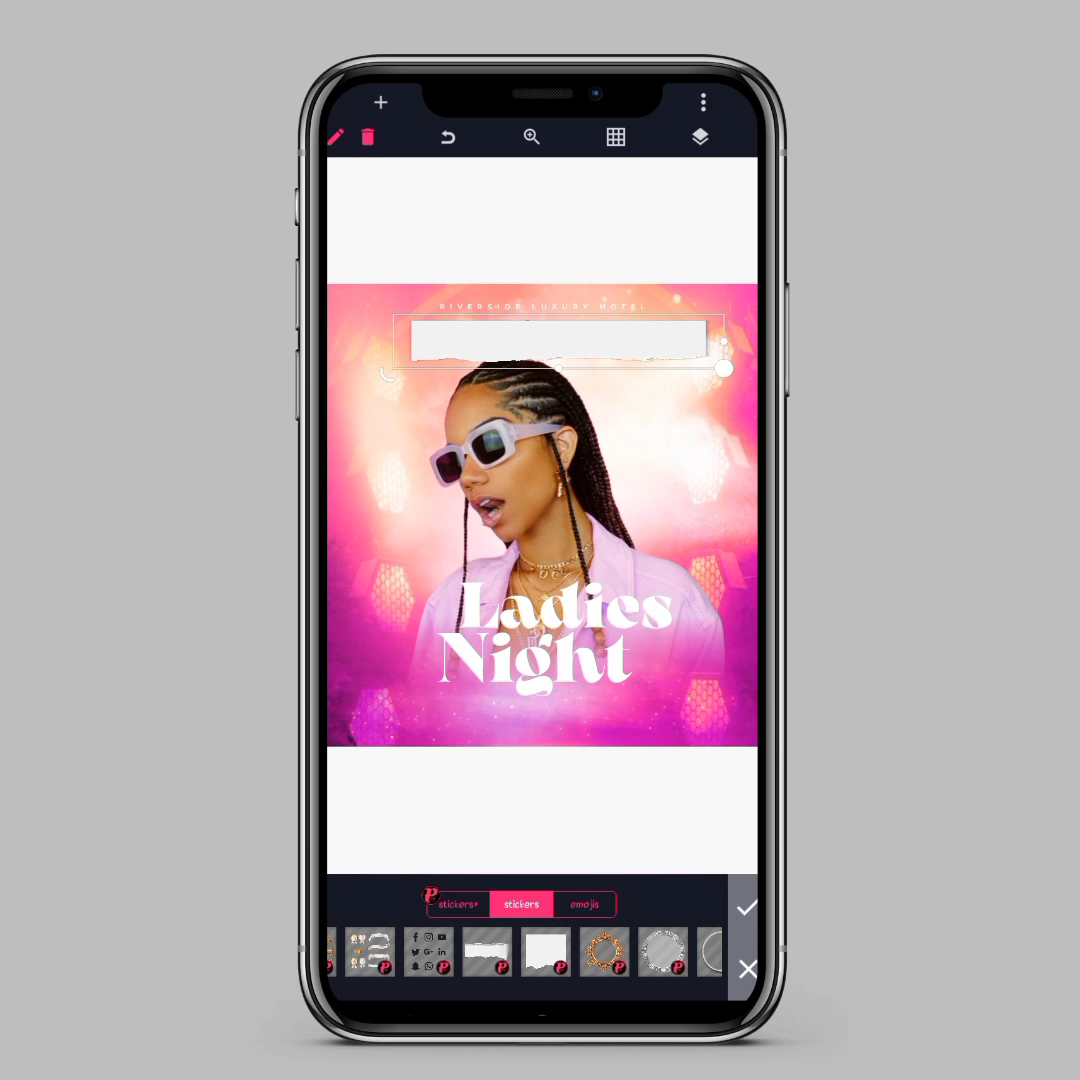 RIVERSIDE LUXURY HOTEL
Ladies
Night
stickers+
stickers
emojis